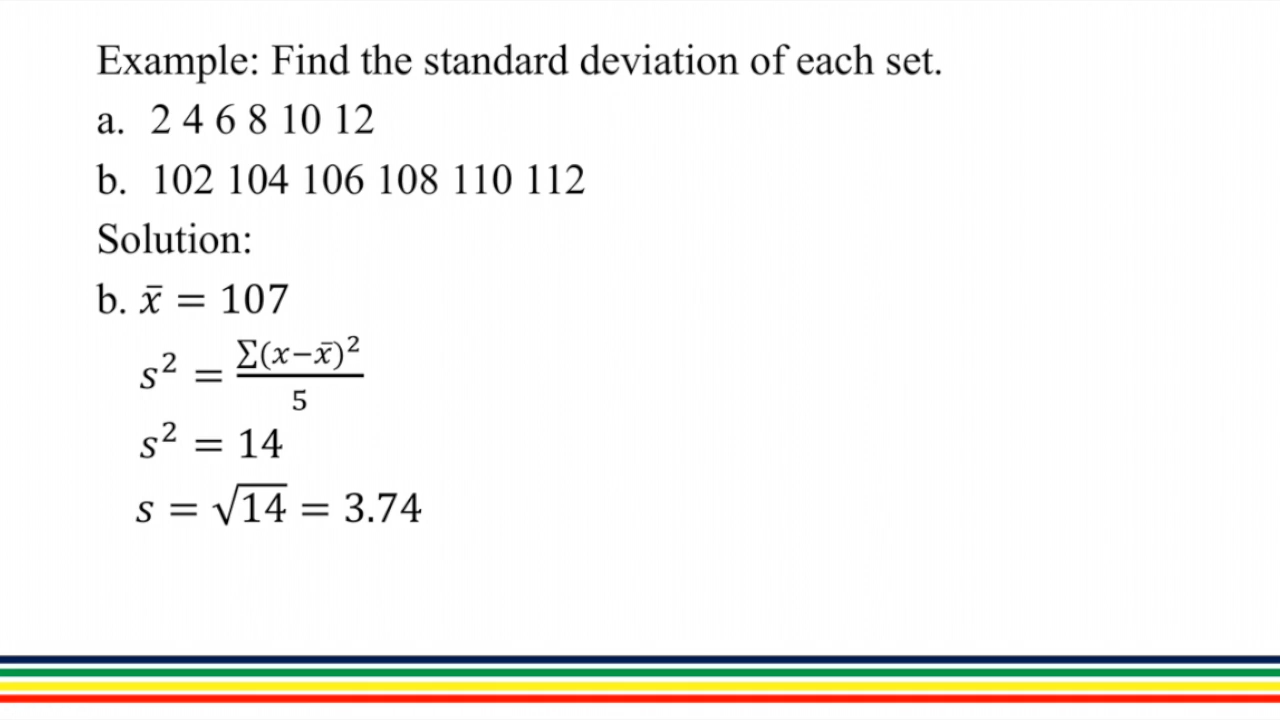 Example: Find the standard deviation of each set.
a. 2 4 6 8 10 12
b. 102 104 106 108 110 112
Solution:
b. x̄ = 107
s² = ∑(x−x̄)² / 5
s² = 14
s = √14 = 3.74